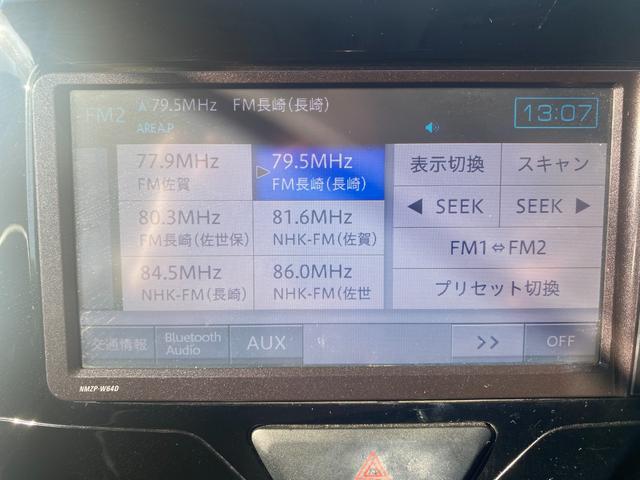 FM2 79.5MHz FM長崎(長崎)
AREA.P
13:07
77.9MHz
FM佐賀
79.5MHz
FM長崎(長崎)
80.3MHz
FM長崎(佐世保)
81.6MHz
NHK-FM(佐賀)
84.5MHz
NHK-FM(長崎)
86.0MHz
NHK-FM(佐世
表示切換
スキャン
◀ SEEK
SEEK ▶
FM1⇔FM2
プリセット切換
交通情報
Bluetooth
Audio
AUX
>>
OFF
NMZP-W64D